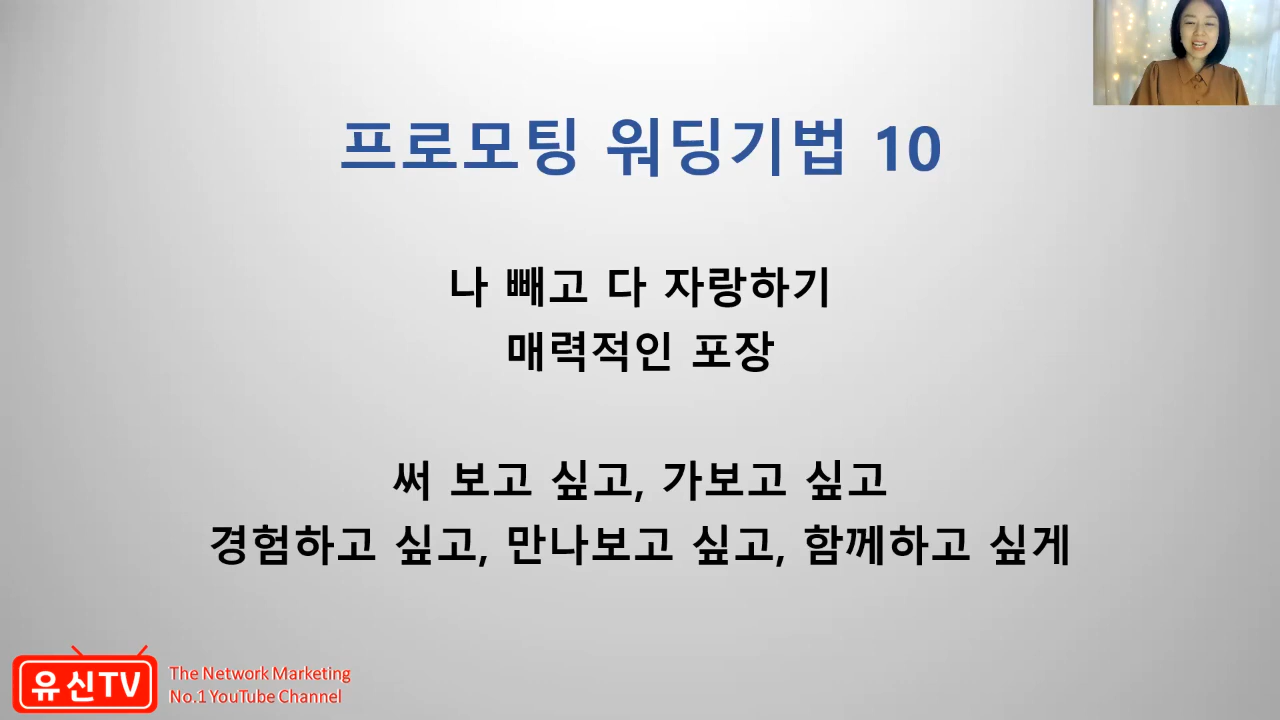 프로모팅 워딩기법 10
나 빼고 다 자랑하기
매력적인 포장
써 보고 싶고, 가보고 싶고
경험하고 싶고, 만나보고 싶고, 함께하고 싶게
유신TV
The Network Marketing
No.1 YouTube Channel